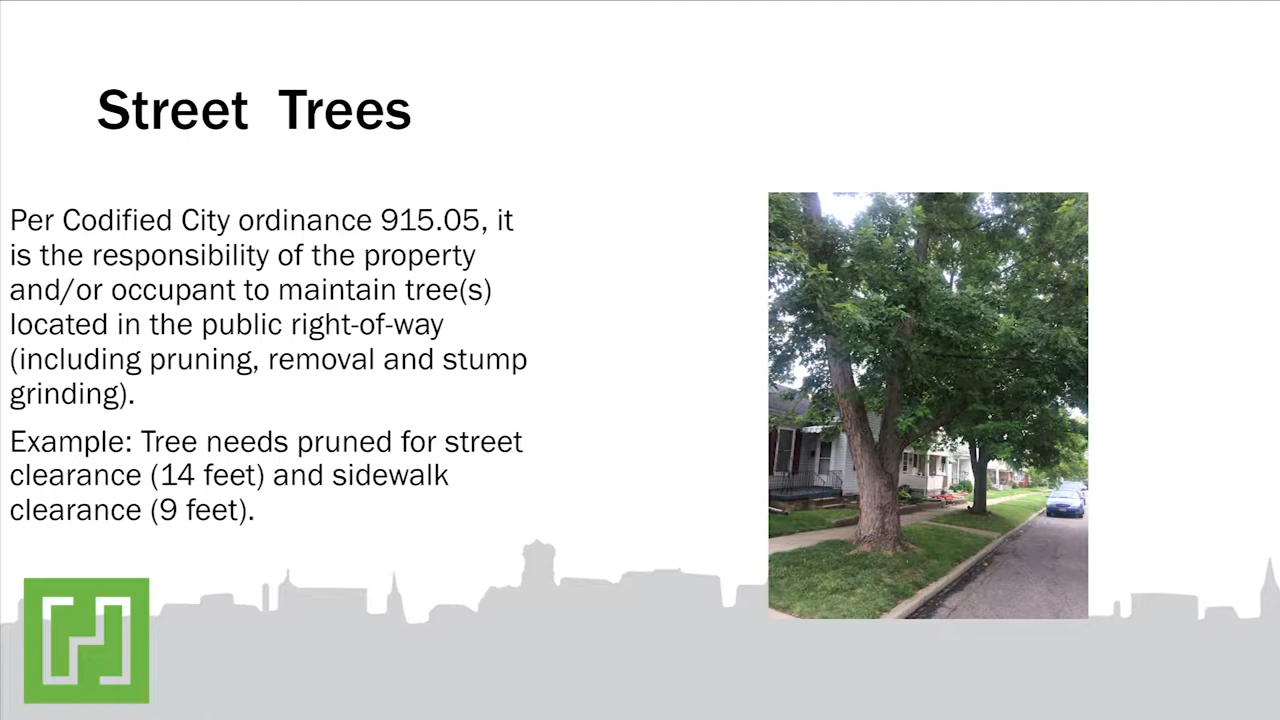 Street Trees
Per Codified City ordinance 915.05, it
is the responsibility of the property
and/or occupant to maintain tree(s)
located in the public right-of-way
(including pruning, removal and stump
grinding).
Example: Tree needs pruned for street
clearance (14 feet) and sidewalk
clearance (9 feet).